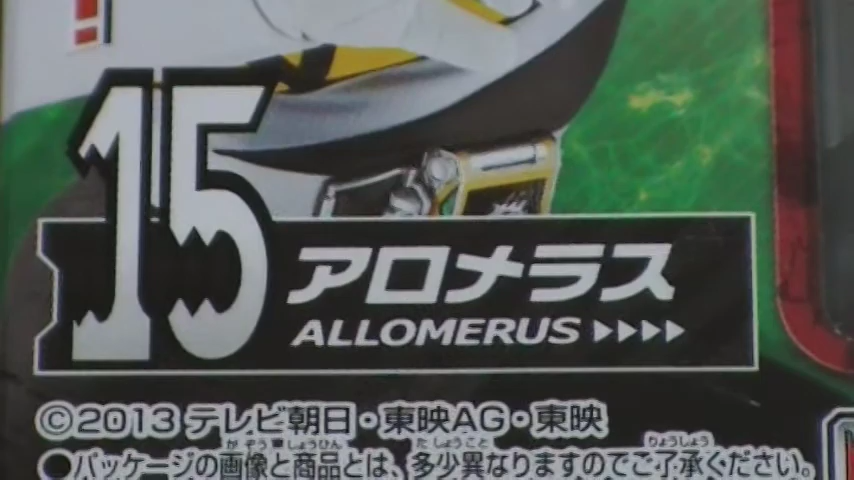 15
アロメラス
ALLOMERUS
©2013 テレビ朝日・東映AG・東映
●パッケージの画像と商品とは、多少異なりますのでご了承ください。